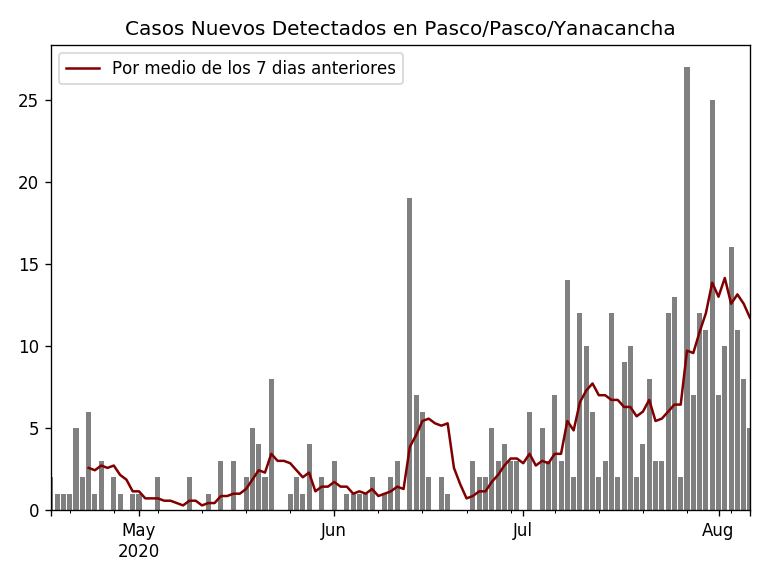 Casos Nuevos Detectados en Pasco/Pasco/Yanacancha
Por medio de los 7 dias anteriores
25
20
15
10
5
0
May
2020
Jun
Jul
Aug